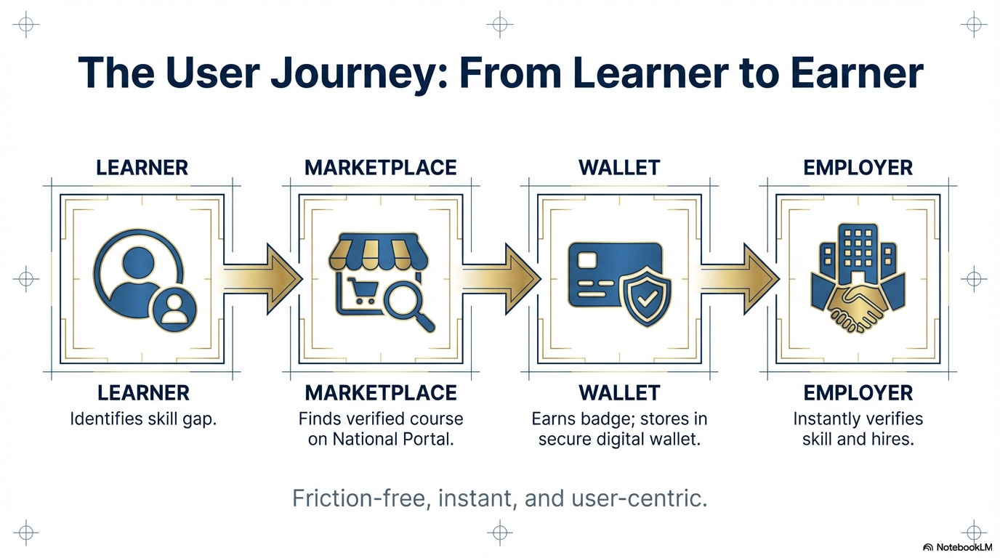 The User Journey: From Learner to Earner
LEARNER
MARKETPLACE
WALLET
EMPLOYER
LEARNER
Identifies skill gap.
MARKETPLACE
Finds verified course
on National Portal.
WALLET
Earns badge; stores in
secure digital wallet.
EMPLOYER
Instantly verifies
skill and hires.
Friction-free, instant, and user-centric.
NotebookLM